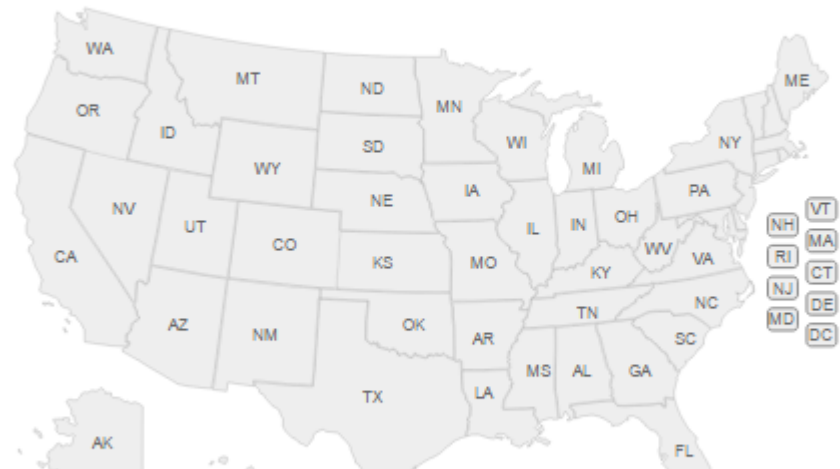 WA
MT
ND
MN
ME
OR
ID
SD
WI
NY
MI
WY
NE
IA
PA
NV
UT
CO
IL
IN
OH
WV
VA
CA
KS
MO
KY
NC
AZ
NM
OK
TN
AR
SC
TX
LA
MS
AL
GA
AK
FL
VT
NH
MA
RI
CT
NJ
DE
MD
DC